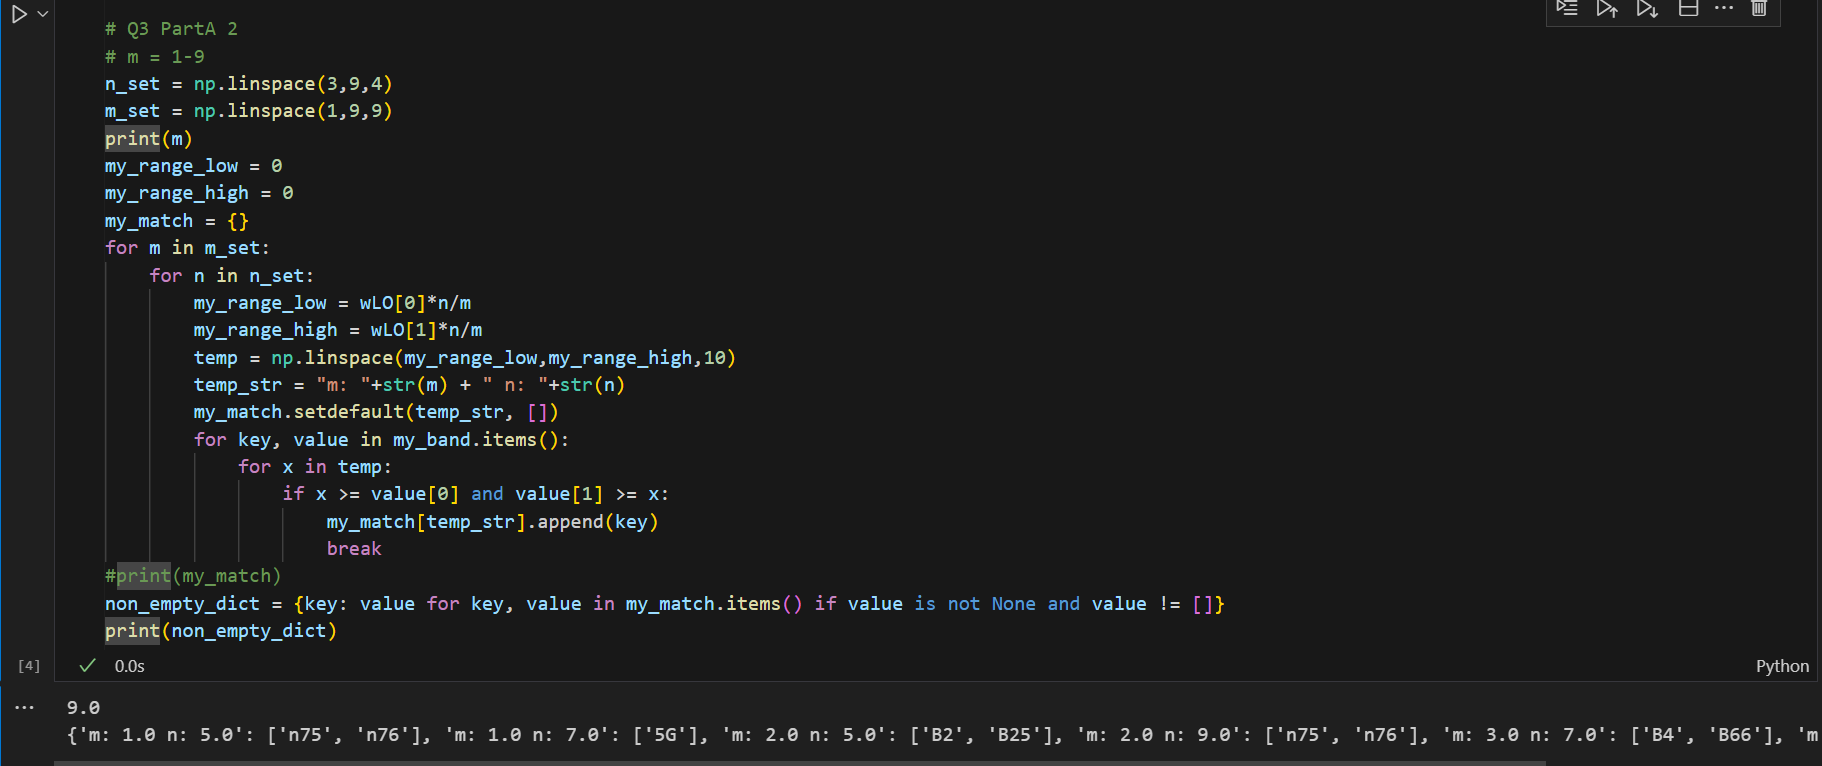 # Q3 PartA 2
# m = 1-9
n_set = np.linspace(3,9,4)
m_set = np.linspace(1,9,9)
print(m)
my_range_low = 0
my_range_high = 0
my_match = {}
for m in m_set:
    for n in n_set:
        my_range_low = wLO[0]*n/m
        my_range_high = wLO[1]*n/m
        temp = np.linspace(my_range_low,my_range_high,10)
        temp_str = "m: "+str(m) + " n: "+str(n)
        my_match.setdefault(temp_str, [])
        for key, value in my_band.items():
            for x in temp:
                if x >= value[0] and value[1] >= x:
                    my_match[temp_str].append(key)
                    break
#print(my_match)
non_empty_dict = {key: value for key, value in my_match.items() if value is not None and value != []}
print(non_empty_dict)
[4] 0.0s Python
9.0
{'m: 1.0 n: 5.0': ['n75', 'n76'], 'm: 1.0 n: 7.0': ['5G'], 'm: 2.0 n: 5.0': ['B2', 'B25'], 'm: 2.0 n: 9.0': ['n75', 'n76'], 'm: 3.0 n: 7.0': ['B4', 'B66'], 'm